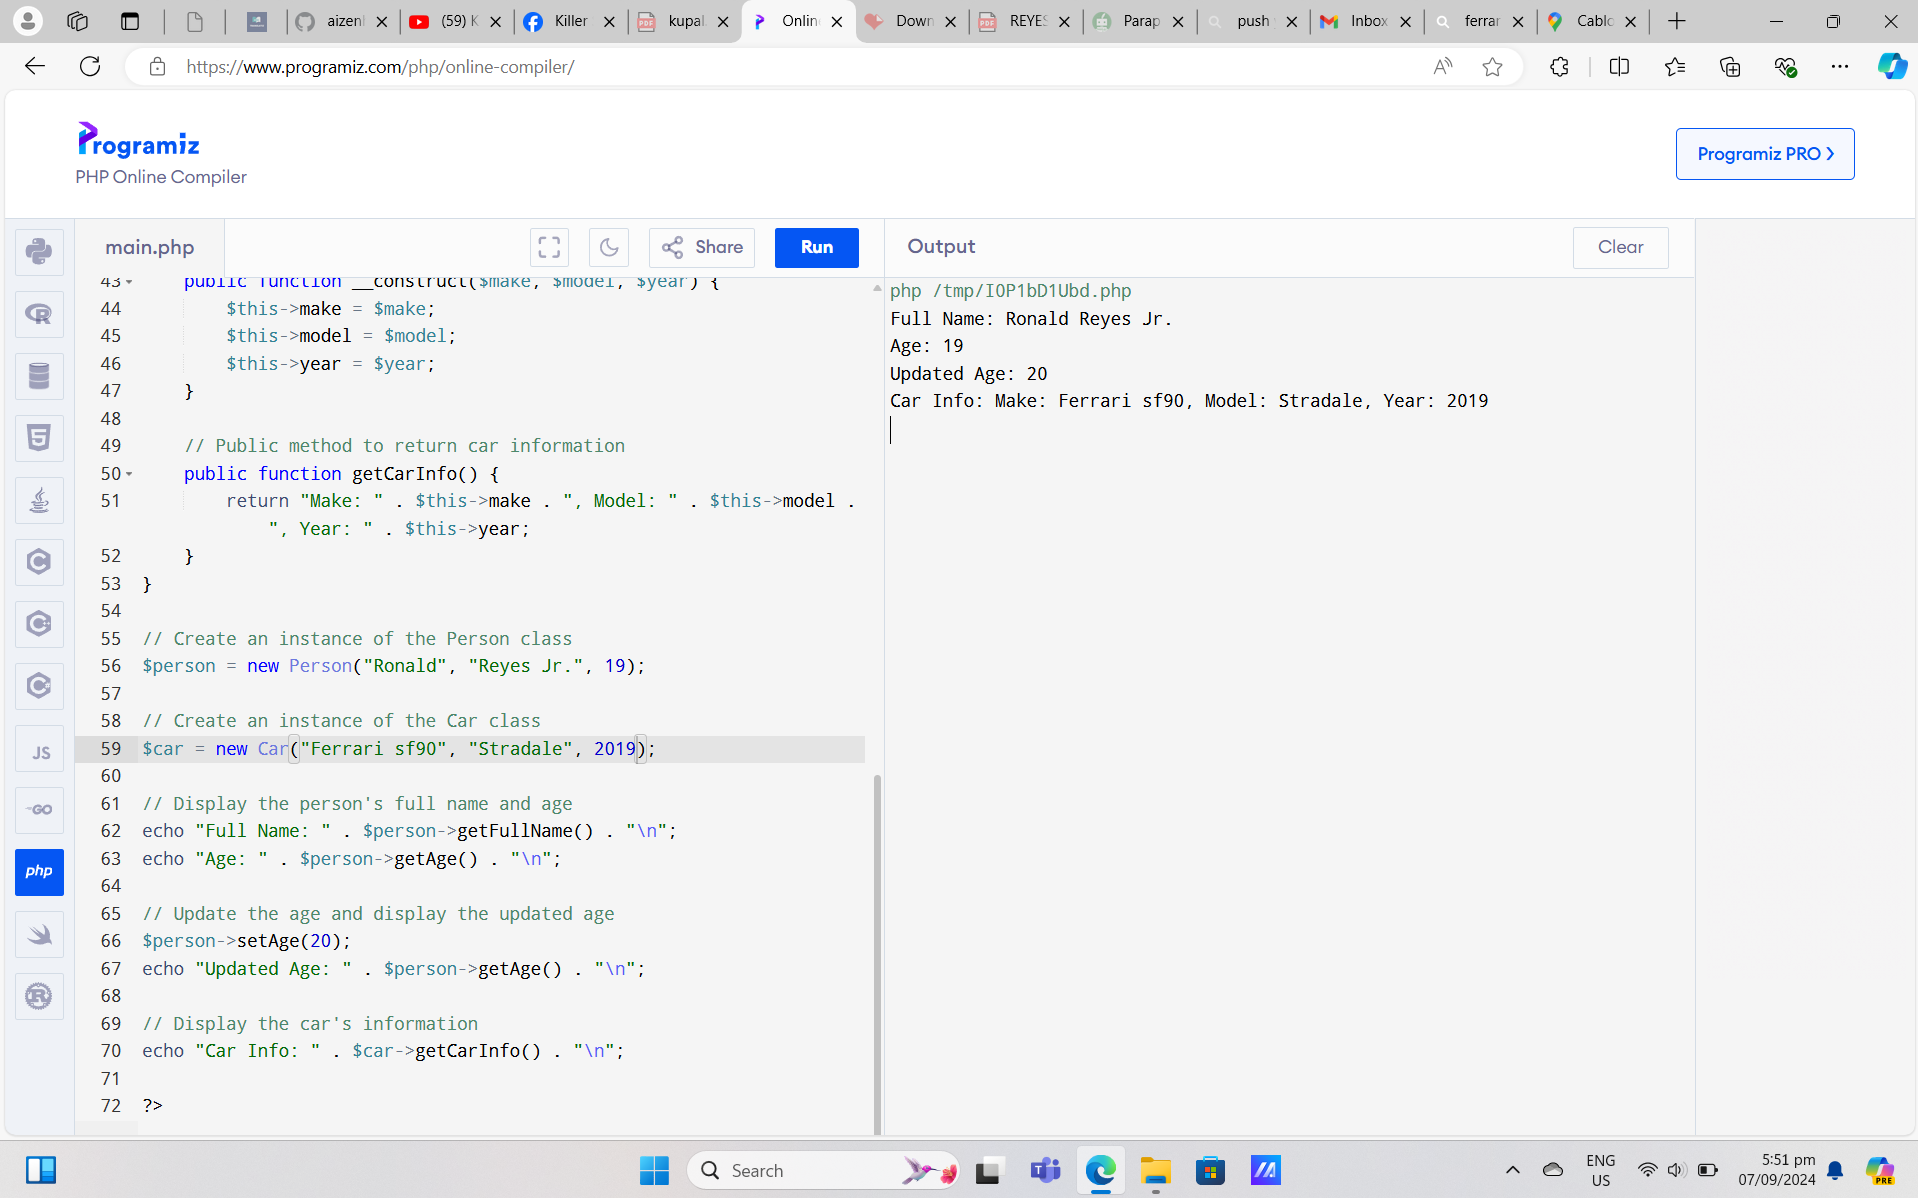 aizenl
(59) K
Killer
kupal.
Onlin
Down
REYES
Parap
push
Inbox
ferrar
Cablo
https://www.programiz.com/php/online-compiler/
Programiz
PHP Online Compiler
Programiz PRO
main.php
Share
Run
Output
Clear
43 public function __construct($make, $model, $year) {
44 $this->make = $make;
45 $this->model = $model;
46 $this->year = $year;
47 }
48
49 // Public method to return car information
50 public function getCarInfo() {
51 return "Make: " . $this->make . ", Model: " . $this->model .
", Year: " . $this->year;
52 }
53 }
54
55 // Create an instance of the Person class
56 $person = new Person("Ronald", "Reyes Jr.", 19);
57
58 // Create an instance of the Car class
59 $car = new Car("Ferrari sf90", "Stradale", 2019);
60
61 // Display the person's full name and age
62 echo "Full Name: " . $person->getFullName() . "\n";
63 echo "Age: " . $person->getAge() . "\n";
64
65 // Update the age and display the updated age
66 $person->setAge(20);
67 echo "Updated Age: " . $person->getAge() . "\n";
68
69 // Display the car's information
70 echo "Car Info: " . $car->getCarInfo() . "\n";
71
72 ?>
php /tmp/I0P1bD1Ubd.php
Full Name: Ronald Reyes Jr.
Age: 19
Updated Age: 20
Car Info: Make: Ferrari sf90, Model: Stradale, Year: 2019
R
5
C
C
C
JS
GO
php
R
Search
ENG
US
5:51 pm
07/09/2024
PRE